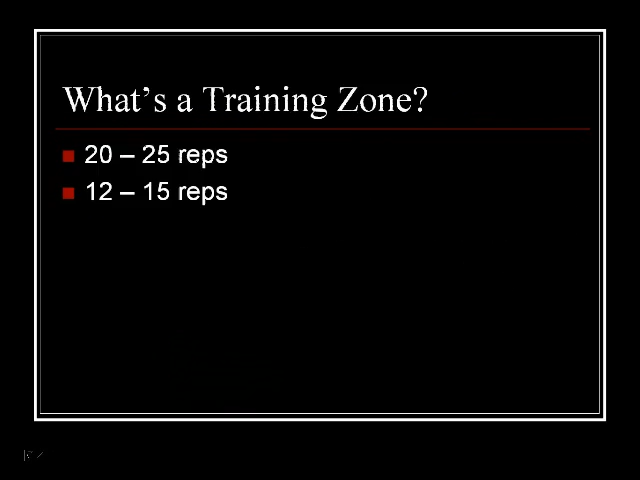 What’s a Training Zone?
20 – 25 reps
12 – 15 reps